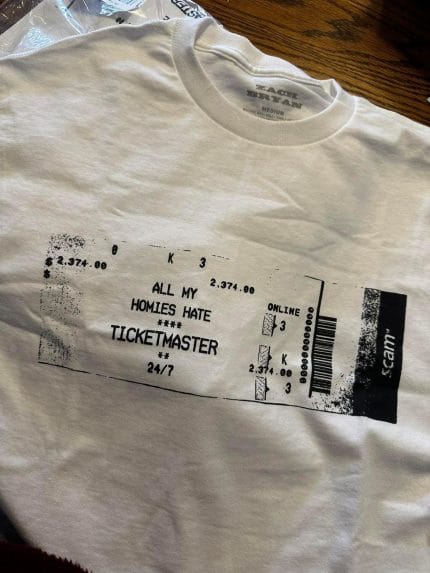 ZACH
BRYAN
MEDIUM
0 K 3
$ 2,374.00
2,374.00
$
ALL MY
HOMIES HATE
****
TICKETMASTER
**
24/7
ONLINE
3
K
2,374.00
3
scam